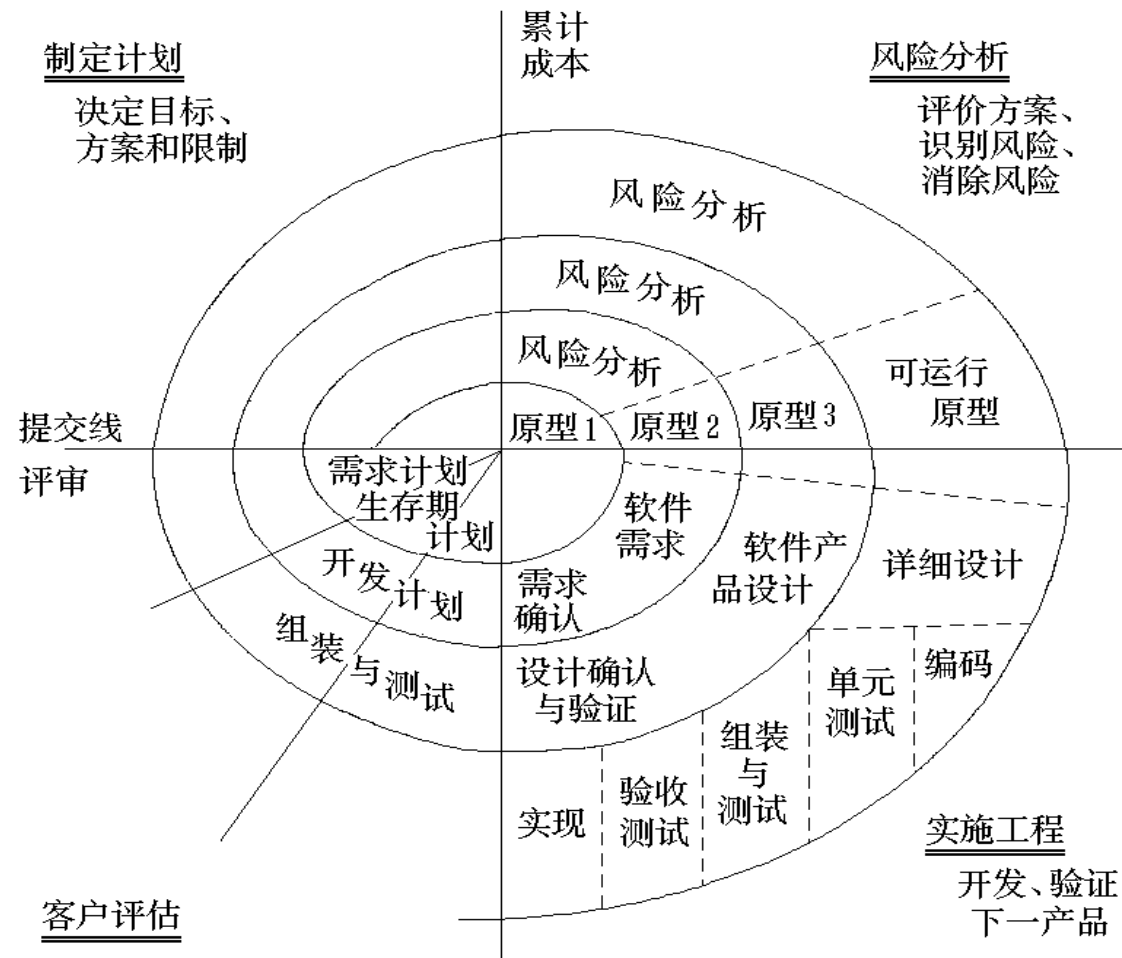 累计
成本
制定计划
决定目标、
方案和限制
风险分析
评价方案、
识别风险、
消除风险
风险分析
风险分析
风险分析
可运行
原型
原型1
原型2
原型3
提交线
评审
需求计划
生存期
计划
开发计划
组装与测试
软件
需求
需求
确认
软件产
品设计
设计确认
与验证
详细设计
编码
单元
测试
组装
与
测试
验收
测试
实现
实施工程
开发、验证
下一产品
客户评估